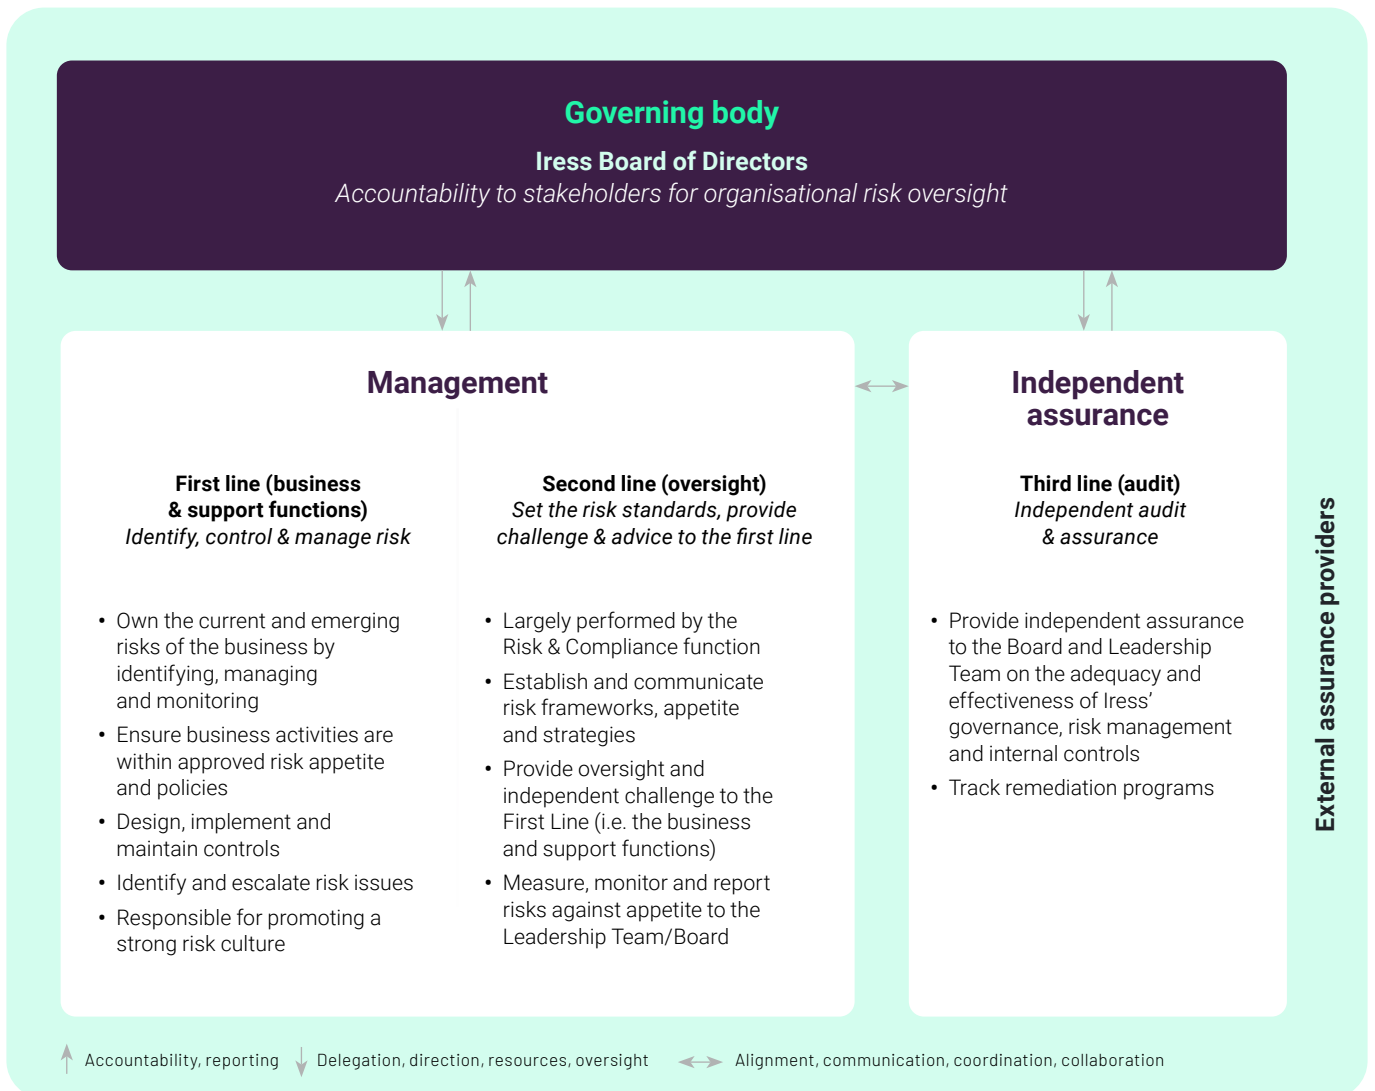 Governing body
Iress Board of Directors
Accountability to stakeholders for organisational risk oversight
Management
First line (business
& support functions)
Identify, control & manage risk
• Own the current and emerging
risks of the business by
identifying, managing
and monitoring
• Ensure business activities are
within approved risk appetite
and policies
• Design, implement and
maintain controls
• Identify and escalate risk issues
• Responsible for promoting a
strong risk culture
Second line (oversight)
Set the risk standards, provide
challenge & advice to the first line
• Largely performed by the
Risk & Compliance function
• Establish and communicate
risk frameworks, appetite
and strategies
• Provide oversight and
independent challenge to the
First Line (i.e. the business
and support functions)
• Measure, monitor and report
risks against appetite to the
Leadership Team/Board
Independent
assurance
Third line (audit)
Independent audit
& assurance
• Provide independent assurance
to the Board and Leadership
Team on the adequacy and
effectiveness of Iress’
governance, risk management
and internal controls
• Track remediation programs
External assurance providers
Accountability, reporting
Delegation, direction, resources, oversight
Alignment, communication, coordination, collaboration